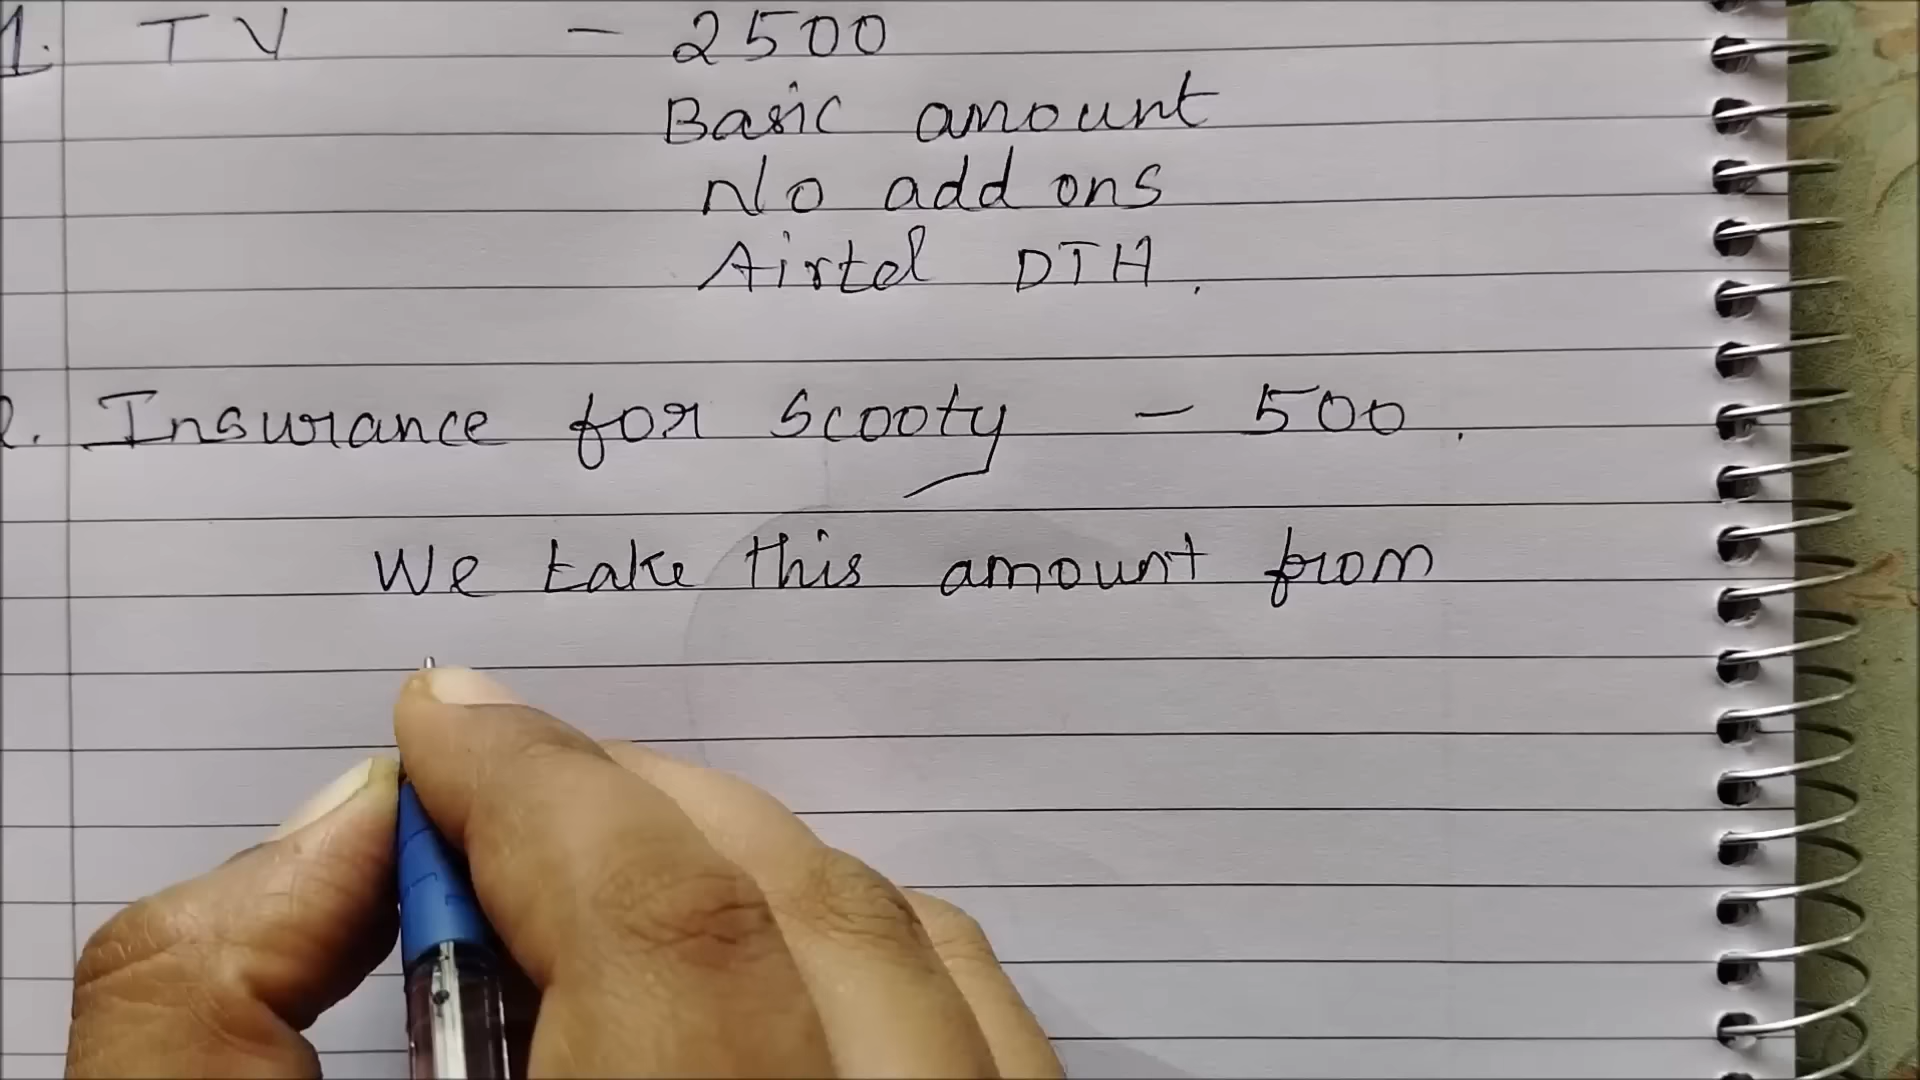 1. TV - 2500
Basic amount
No add ons
Airtel DTH.
2. Insurance for Scooty - 500.
We take this amount from